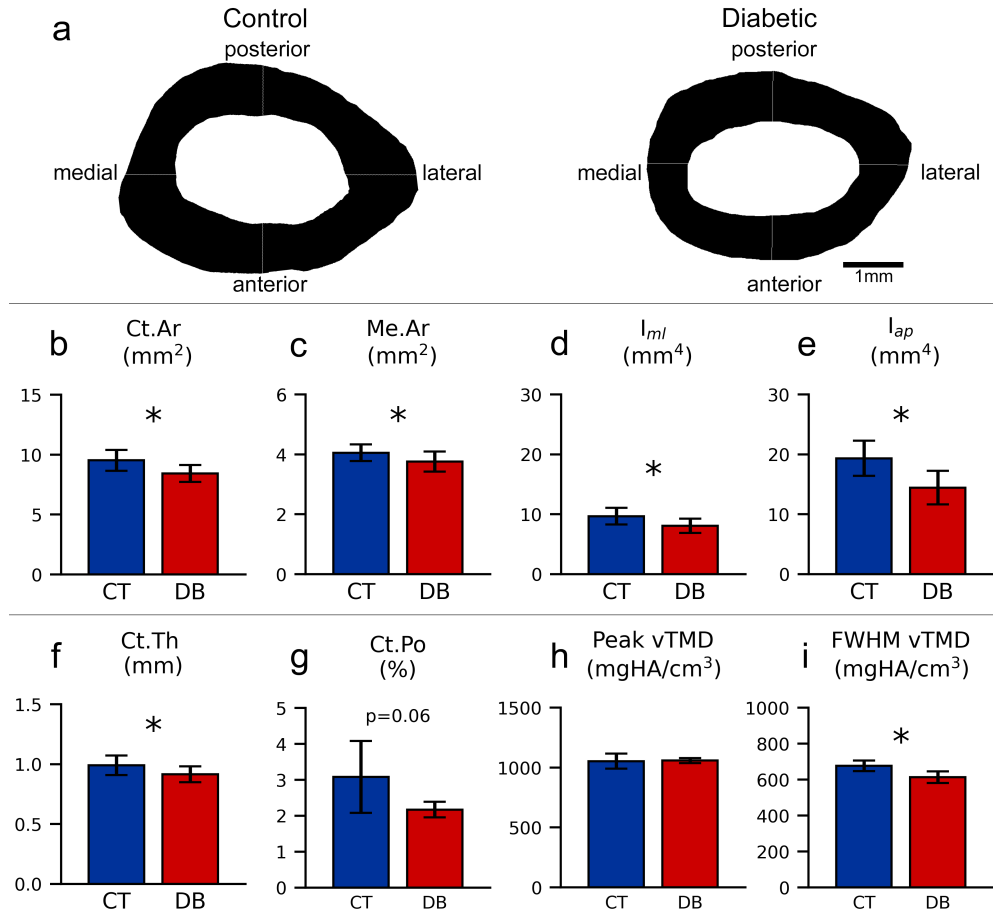 a
Control
Diabetic
posterior
posterior
medial
lateral
medial
lateral
anterior
anterior
1mm
b
Ct.Ar
(mm²)
15
10
5
0
*
CT DB
c
Me.Ar
(mm²)
6
4
2
0
*
CT DB
d
I_ml
(mm⁴)
30
20
10
0
*
CT DB
e
I_ap
(mm⁴)
30
20
10
0
*
CT DB
f
Ct.Th
(mm)
1.5
1.0
0.5
0.0
*
CT DB
g
Ct.Po
(%)
5
4
3
2
1
0
p=0.06
CT DB
h
Peak vTMD
(mgHA/cm³)
1500
1000
500
0
CT DB
i
FWHM vTMD
(mgHA/cm³)
1000
800
600
400
200
0
*
CT DB